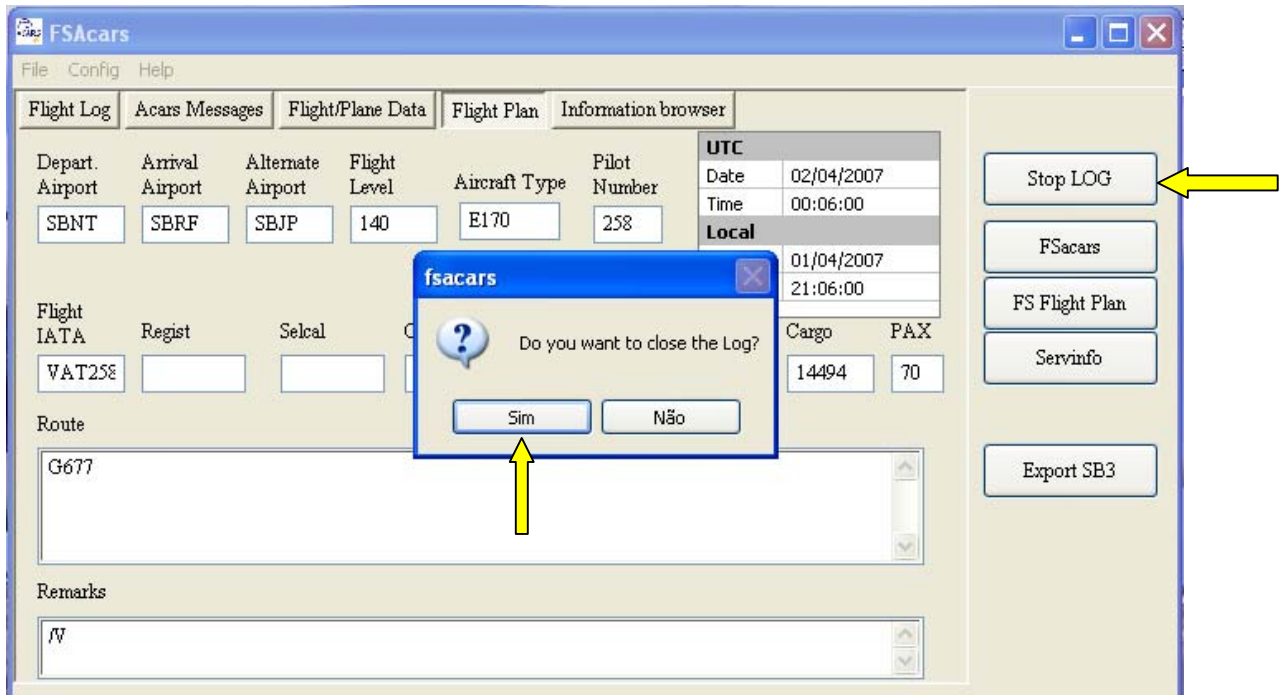 FSAcars
File Config Help
Flight Log Acars Messages Flight/Plane Data Flight Plan Information browser
Depart. Airport
Arrival Airport
Alternate Airport
Flight Level
Aircraft Type
Pilot Number
SBNT SBRF SBJP 140 E170 258
UTC
Date 02/04/2007
Time 00:06:00
Local
01/04/2007
21:06:00
Flight IATA
Regist
Selcal
Cargo
PAX
VAT258
14494 70
fsacars
Do you want to close the Log?
Sim Não
Route
G677
Remarks
/V
Stop LOG
FSacars
FS Flight Plan
Servinfo
Export SB3